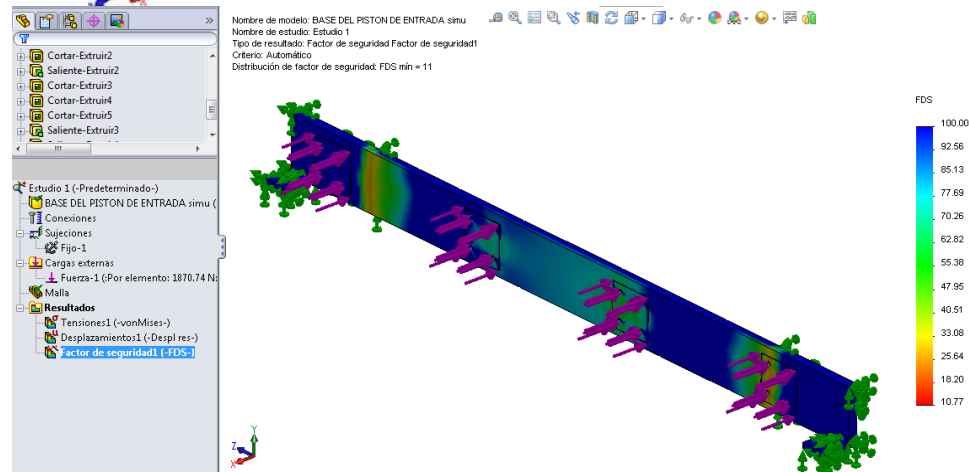 »
Nombre de modelo: BASE DEL PISTON DE ENTRADA simu
Nombre de estudio: Estudio 1
Tipo de resultado: Factor de seguridad Factor de seguridad1
Criterio: Automático
Distribución de factor de seguridad: FDS mín = 11
Cortar-Extruir2
Saliente-Extruir2
Cortar-Extruir3
Cortar-Extruir4
Cortar-Extruir5
Saliente-Extruir3
Estudio 1 (-Predeterminado-)
BASE DEL PISTON DE ENTRADA simu (
Conexiones
Sujeciones
Fijo-1
Cargas externas
Fuerza-1 (:Por elemento: 1870.74 N:
Malla
Resultados
Tensiones1 (-vonMises-)
Desplazamientos1 (-Despl res-)
Factor de seguridad1 (-FDS-)
FDS
100.00
92.56
85.13
77.69
70.26
62.82
55.38
47.95
40.51
33.08
25.64
18.20
10.77
Y
Z
X